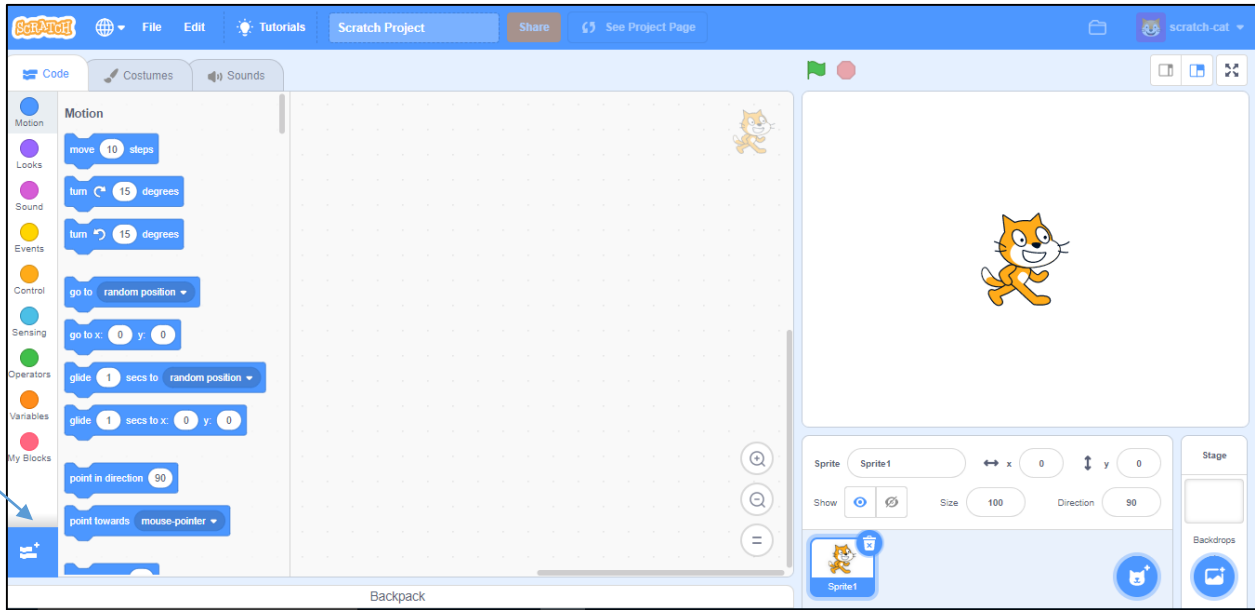 SCRATCH File Edit Tutorials Scratch Project Share See Project Page scratch-cat
Code Costumes Sounds
Motion
Looks
Sound
Events
Control
Sensing
Operators
Variables
My Blocks
Motion
move 10 steps
turn 15 degrees
turn 15 degrees
go to random position
go to x: 0 y: 0
glide 1 secs to random position
glide 1 secs to x: 0 y: 0
point in direction 90
point towards mouse-pointer
=
Backpack
Sprite Sprite1 x 0 y 0
Show Size 100 Direction 90
Sprite1
Stage
Backdrops